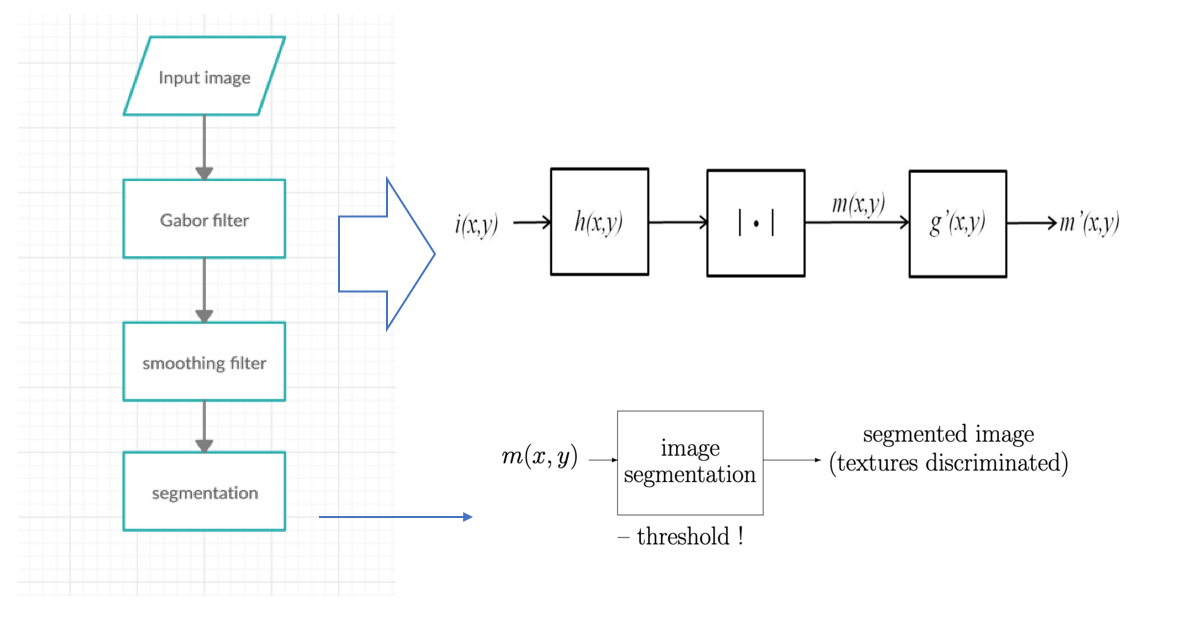 Input image
Gabor filter
smoothing filter
segmentation
i(x,y)
h(x,y)
| • |
m(x,y)
g’(x,y)
m’(x,y)
m(x, y)
image
segmentation
– threshold !
segmented image
(textures discriminated)